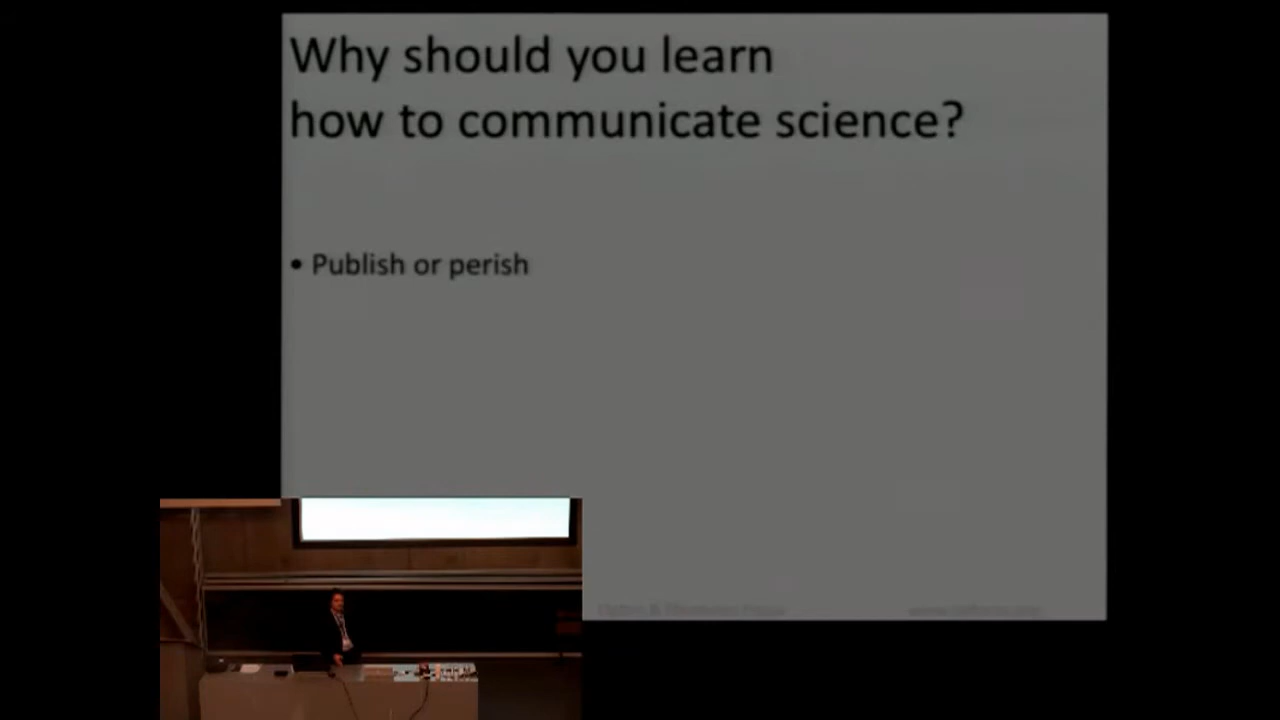 Why should you learn
how to communicate science?
• Publish or perish